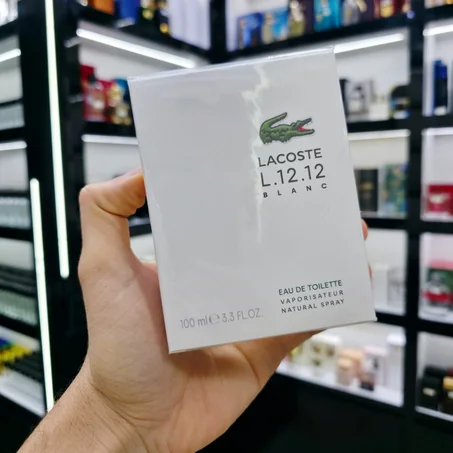 LACOSTE
L.12.12
BLANC
EAU DE TOILETTE
VAPORISATEUR
NATURAL SPRAY
100 ml ℮ 3.3 FL.OZ.